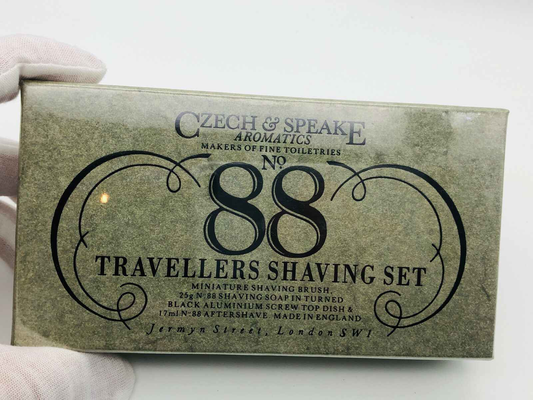 CZECH & SPEAKE
AROMATICS
MAKERS OF FINE TOILETRIES
No
88
TRAVELLERS SHAVING SET
MINIATURE SHAVING BRUSH,
25g No 88 SHAVING SOAP IN TURNED
BLACK ALUMINIUM SCREW TOP DISH &
17ml No 88 AFTERSHAVE. MADE IN ENGLAND
Jermyn Street, London SW1